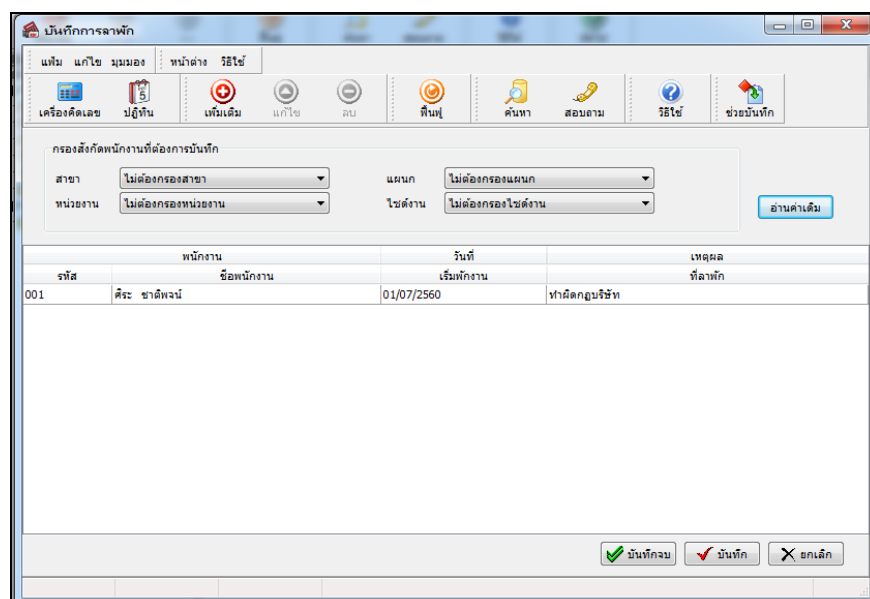 บันทึกการลาพัก
แฟ้ม แก้ไข มุมมอง หน้าต่าง วิธีใช้
5
เครื่องคิดเลข ปฏิทิน เพิ่มเติม แก้ไข ลบ ฟื้นฟู ค้นหา สอบถาม วิธีใช้ ช่วยบันทึก
กรองสังกัดพนักงานที่ต้องการบันทึก
สาขา ไม่ต้องกรองสาขา แผนก ไม่ต้องกรองแผนก
หน่วยงาน ไม่ต้องกรองหน่วยงาน ไซด์งาน ไม่ต้องกรองไซด์งาน
อ่านค่าเดิม
พนักงาน วันที่ เหตุผล
รหัส ชื่อพนักงาน เริ่มพักงาน ที่ลาพัก
001 ศิระ ชาติพจน์ 01/07/2560 ทำผิดกฏบริษัท
บันทึกจบ บันทึก ยกเลิก